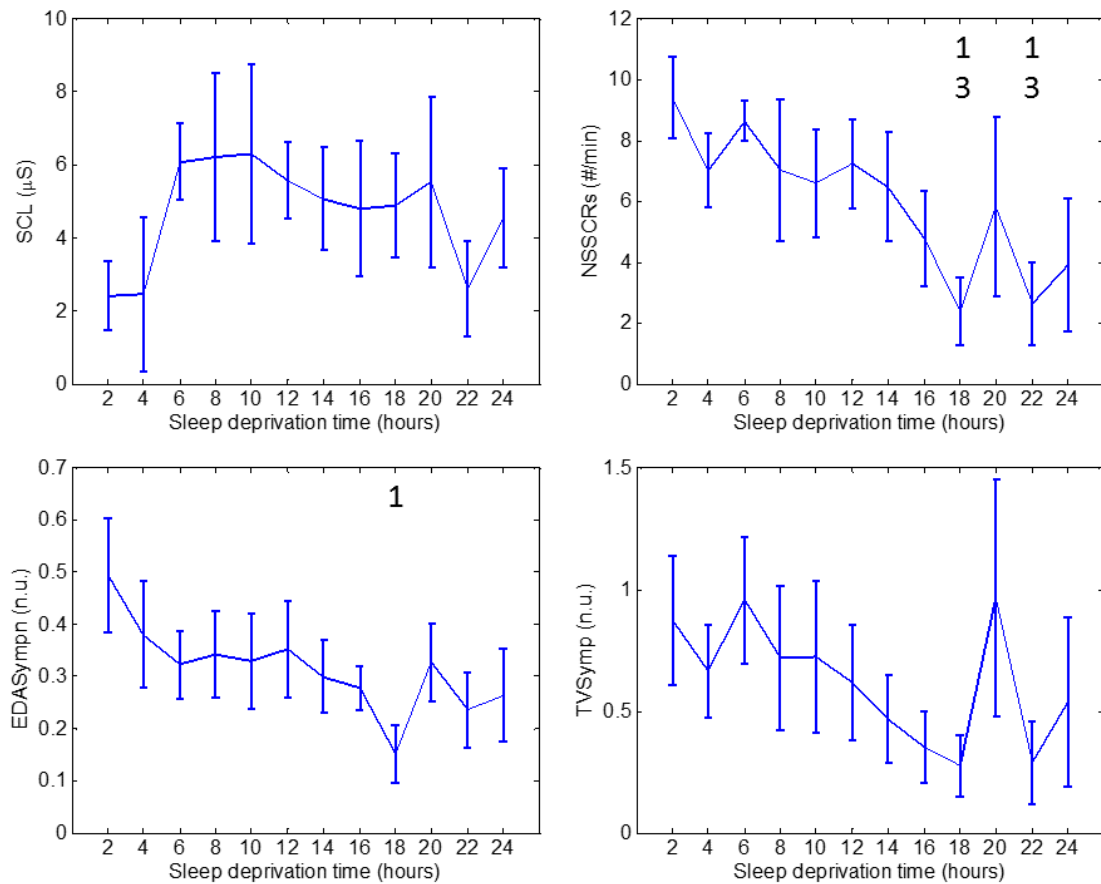 10
8
6
4
2
0
SCL (μS)
2 4 6 8 10 12 14 16 18 20 22 24
Sleep deprivation time (hours)
12
10
8
6
4
2
0
NSSCRs (#/min)
1 1
3 3
2 4 6 8 10 12 14 16 18 20 22 24
Sleep deprivation time (hours)
0.7
0.6
0.5
0.4
0.3
0.2
0.1
0
EDASympn (n.u.)
1
2 4 6 8 10 12 14 16 18 20 22 24
Sleep deprivation time (hours)
1.5
1
0.5
0
TVSymp (n.u.)
2 4 6 8 10 12 14 16 18 20 22 24
Sleep deprivation time (hours)